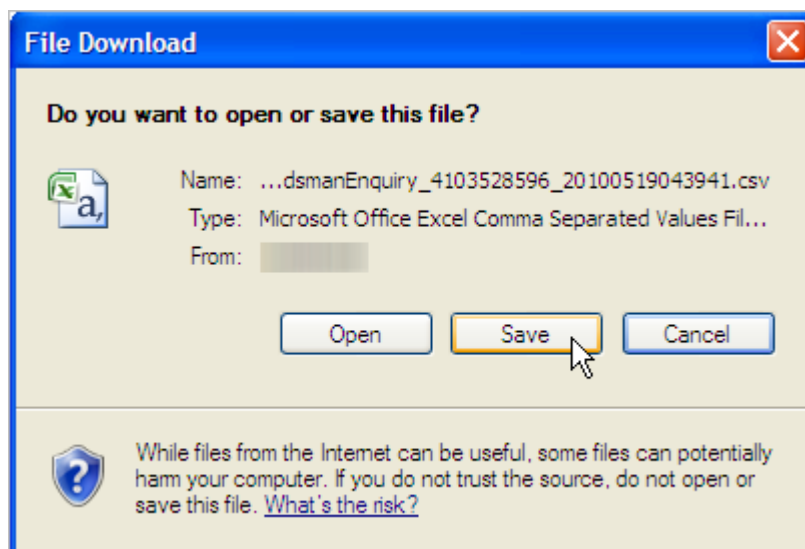 File Download
Do you want to open or save this file?
Name: ...dsmanEnquiry_4103528596_20100519043941.csv
Type: Microsoft Office Excel Comma Separated Values Fil...
From:
Open Save Cancel
While files from the Internet can be useful, some files can potentially
harm your computer. If you do not trust the source, do not open or
save this file. What's the risk?